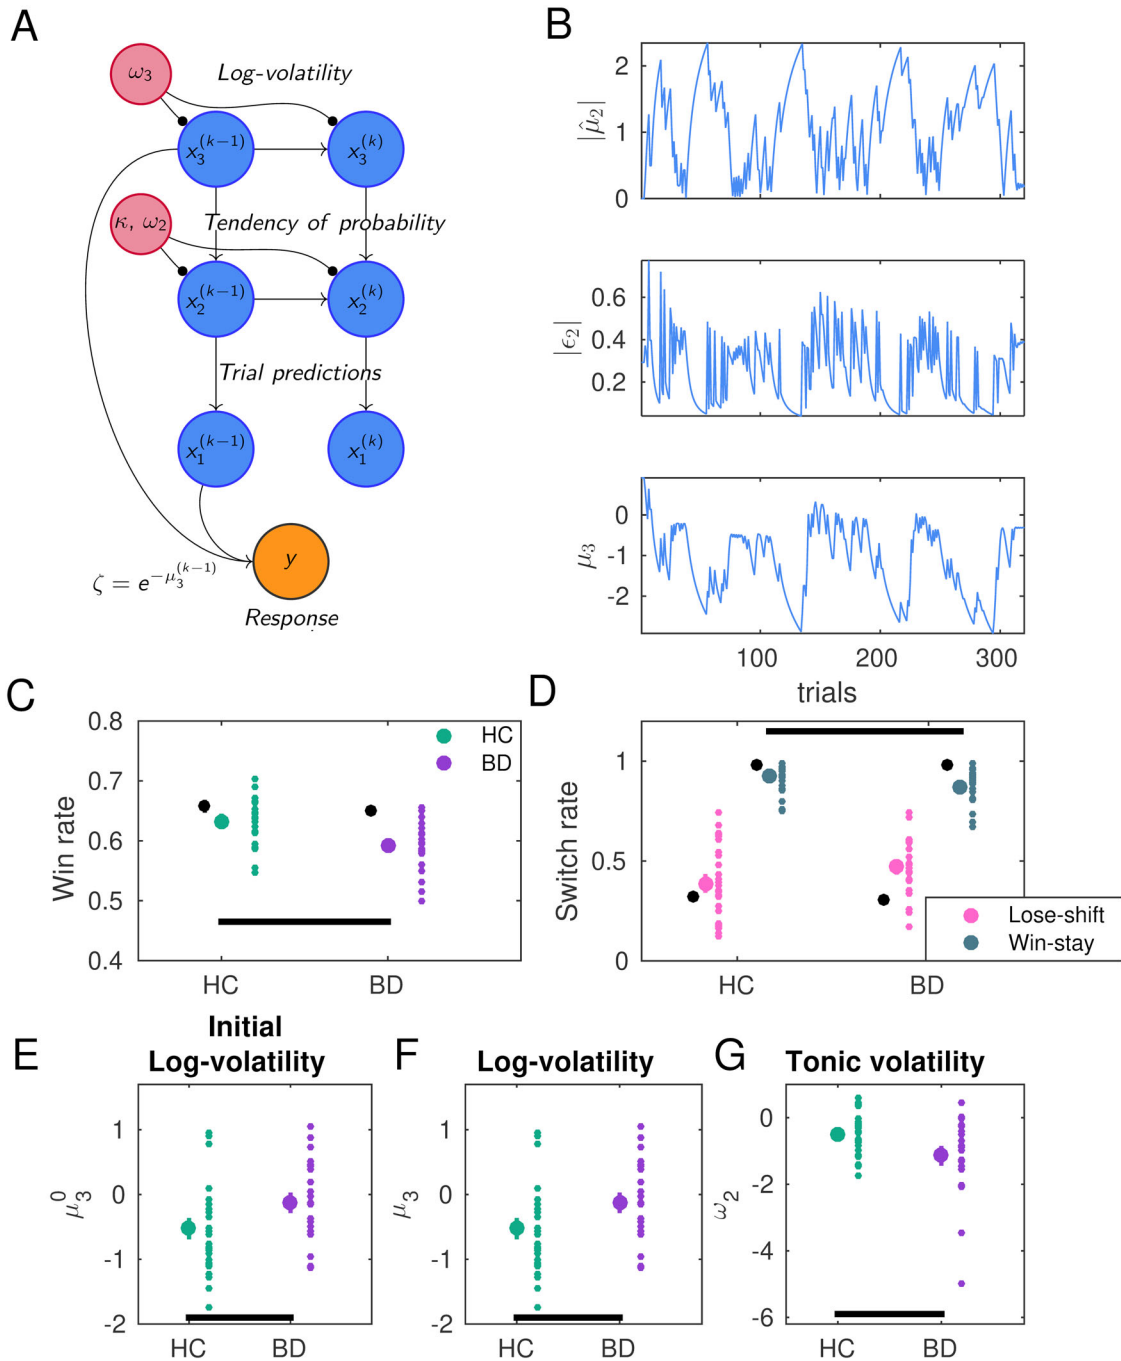 A
ω₃
Log-volatility
x₃^(k−1)
x₃^(k)
κ, ω₂
Tendency of probability
x₂^(k−1)
x₂^(k)
Trial predictions
x₁^(k−1)
x₁^(k)
y
ζ = e^(−μ₃^(k−1))
Response
B
|μ̂₂|
2
1
0
|ϵ₂|
0.6
0.4
0.2
μ₃
0
-1
-2
100
200
300
trials
C
Win rate
0.8
0.7
0.6
0.5
0.4
HC
BD
HC
BD
D
Switch rate
1
0.5
0
Lose-shift
Win-stay
HC
BD
E
Initial
Log-volatility
μ₃⁰
1
0
-1
-2
HC
BD
F
Log-volatility
μ₃
1
0
-1
-2
HC
BD
G
Tonic volatility
ω₂
0
-2
-4
-6
HC
BD